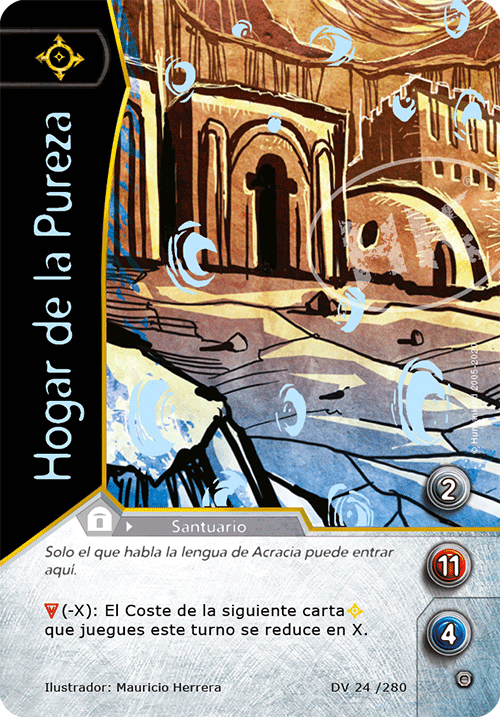 Hogar de la Pureza
2
Santuario
Solo el que habla la lengua de Acracia puede entrar
aquí.
11
(-X): El Coste de la siguiente carta
que juegues este turno se reduce en X.
4
Ilustrador: Mauricio Herrera
DV 24 /280